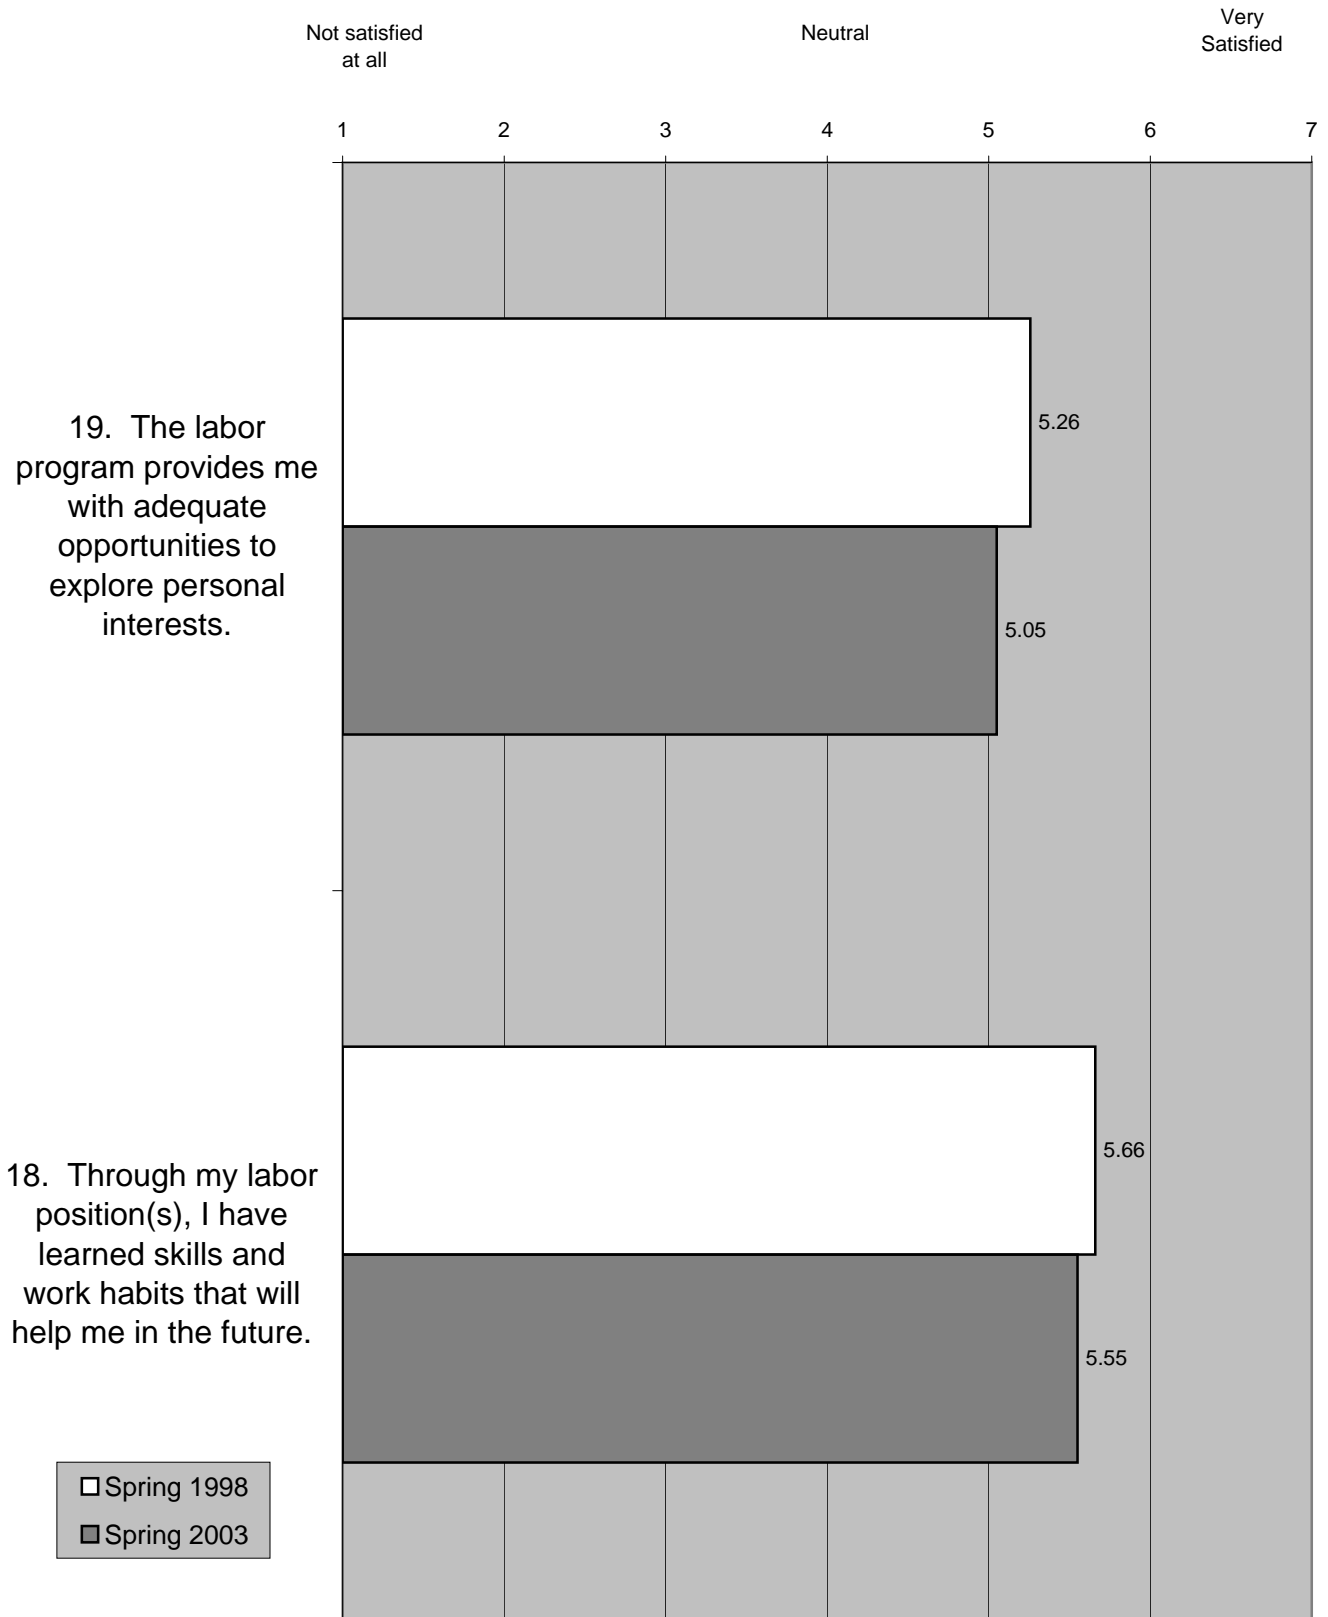 Not satisfied
at all
Neutral
Very
Satisfied
1 2 3 4 5 6 7
19.  The labor
program provides me
with adequate
opportunities to
explore personal
interests.
5.26
5.05
18.  Through my labor
position(s), I have
learned skills and
work habits that will
help me in the future.
5.66
5.55
Spring 1998
Spring 2003